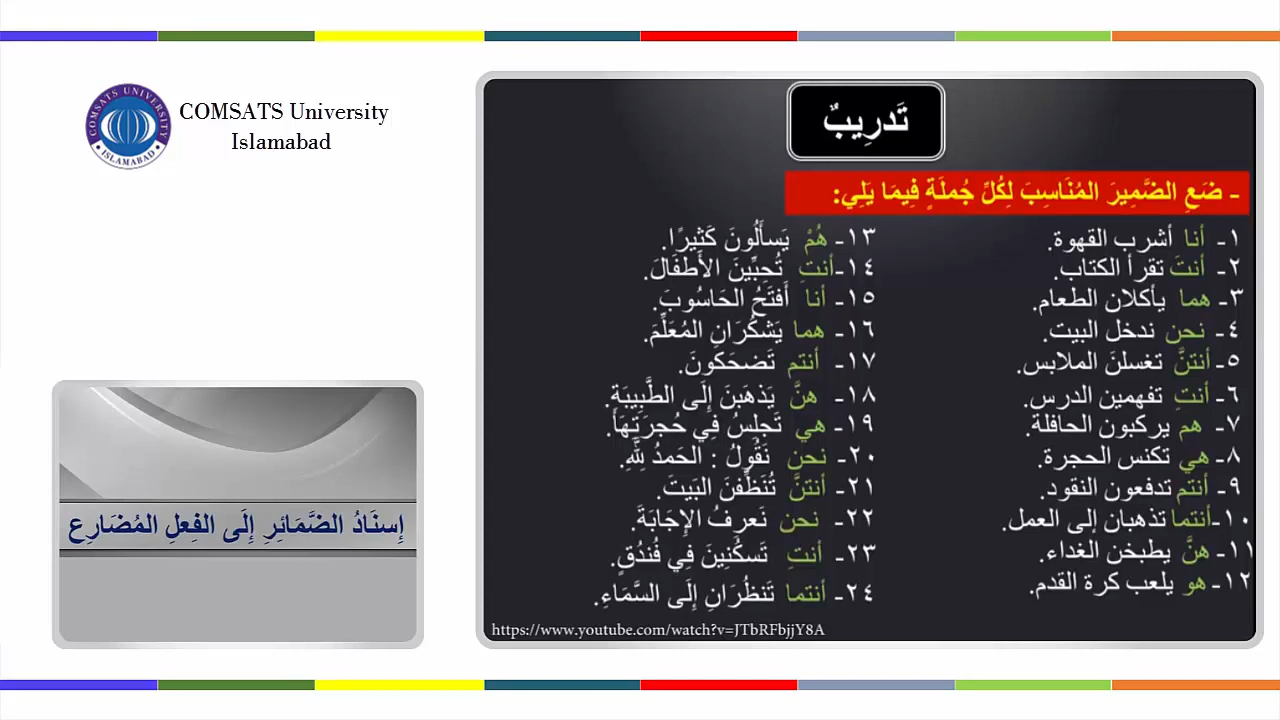 COMSATS University
Islamabad
COMSATS UNIVERSITY
ISLAMABAD
إِسنَادُ الضَّمَائِرِ إِلَى الفِعلِ المُضَارِعِ
تَدرِيبٌ
- ضَعِ الضَّمِيرَ المُنَاسِبَ لِكُلِّ جُملَةٍ فِيمَا يَلِي:
١- أنا أشرب القهوة.
٢- أنتَ تقرأ الكتاب.
٣- هما يأكلان الطعام.
٤- نحن ندخل البيت.
٥- أنتنَّ تغسلنَ الملابس.
٦- أنتِ تفهمين الدرس.
٧- هم يركبون الحافلة.
٨- هي تكنس الحجرة.
٩- أنتم تدفعون النقود.
١٠- أنتما تذهبان إلى العمل.
١١- هنَّ يطبخن الغداء.
١٢- هو يلعب كرة القدم.
١٣- هُمْ يَسأَلُونَ كَثِيرًا.
١٤- أنتِ تُحِبِّينَ الأَطفَالَ.
١٥- أنا أَفتَحُ الحَاسُوبَ.
١٦- هما يَشكُرَانِ المُعَلِّمَ.
١٧- أنتم تَضحَكُونَ.
١٨- هنَّ يَذهَبنَ إِلَى الطَّبِيبَةِ.
١٩- هي تَجلِسُ فِي حُجرَتِهَا.
٢٠- نحن نَقُولُ : الحَمدُ لِلَّهِ.
٢١- أنتنَّ تُنَظِّفنَ البَيتَ.
٢٢- نحن نَعرِفُ الإِجَابَةَ.
٢٣- أنتِ تَسكُنِينَ فِي فُندُقٍ.
٢٤- أنتما تَنظُرَانِ إِلَى السَّمَاءِ.
https://www.youtube.com/watch?v=JTbRFbjjY8A